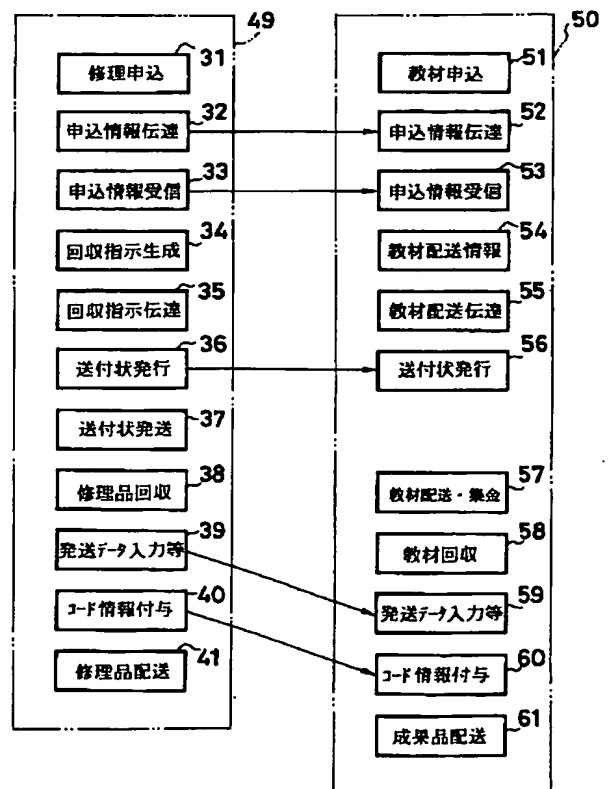 49
31
修理申込
32
申込情報伝達
33
申込情報受信
34
回収指示生成
35
回収指示伝達
36
送付状発行
37
送付状発送
38
修理品回収
39
発送データ入力等
40
コード情報付与
41
修理品配送
50
51
教材申込
52
申込情報伝達
53
申込情報受信
54
教材配送情報
55
教材配送伝達
56
送付状発行
57
教材配送・集金
58
教材回収
59
発送データ入力等
60
コード情報付与
61
成果品配送